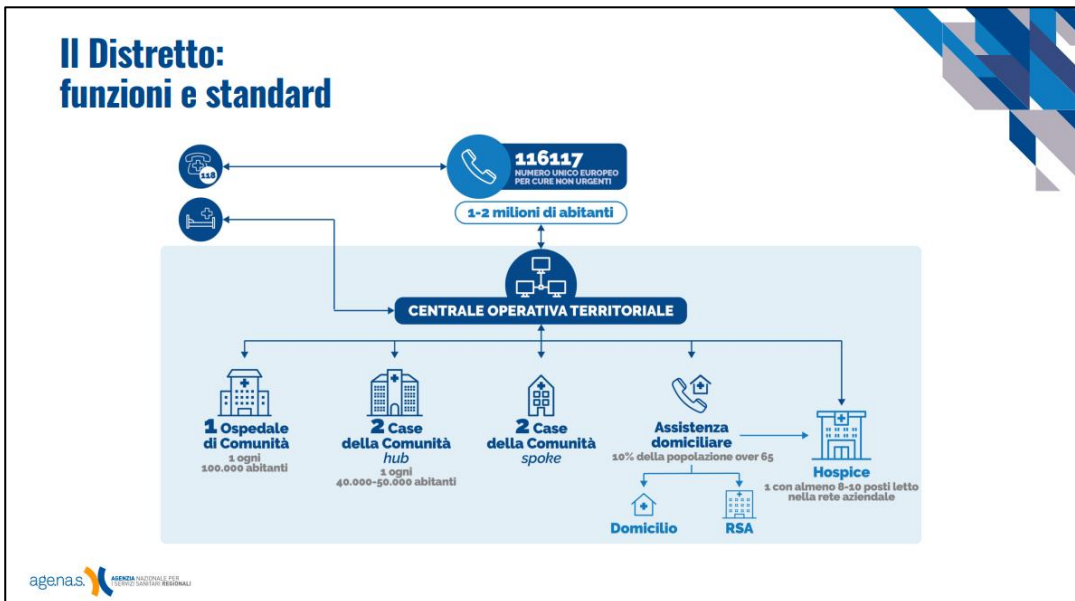 Il Distretto:
funzioni e standard
118
116117
NUMERO UNICO EUROPEO
PER CURE NON URGENTI
1-2 milioni di abitanti
CENTRALE OPERATIVA TERRITORIALE
1 Ospedale
di Comunità
1 ogni
100.000 abitanti
2 Case
della Comunità
hub
1 ogni
40.000-50.000 abitanti
2 Case
della Comunità
spoke
Assistenza
domiciliare
10% della popolazione over 65
Domicilio
RSA
Hospice
1 con almeno 8-10 posti letto
nella rete aziendale
agenas.
AGENZIA NAZIONALE PER
I SERVIZI SANITARI REGIONALI